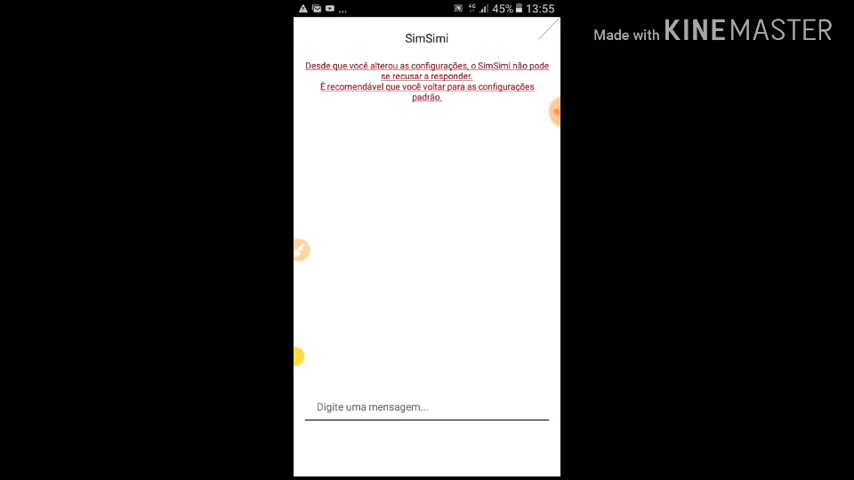 ... 4G 45% 13:55
SimSimi
Made with KINEMASTER
Desde que você alterou as configurações, o SimSimi não pode
se recusar a responder.
É recomendável que você voltar para as configurações
padrão.
Digite uma mensagem...